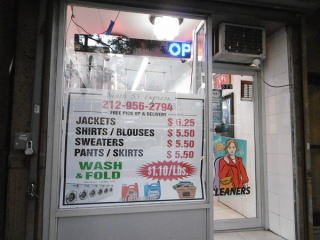 OP
212-956-2794
FREE PICK UP & DELIVERY
JACKETS $ 6.25
SHIRTS / BLOUSES $ 5.50
SWEATERS $ 5.50
PANTS / SKIRTS $ 5.50
WASH & FOLD
$1.10/Lbs.
CLEANERS